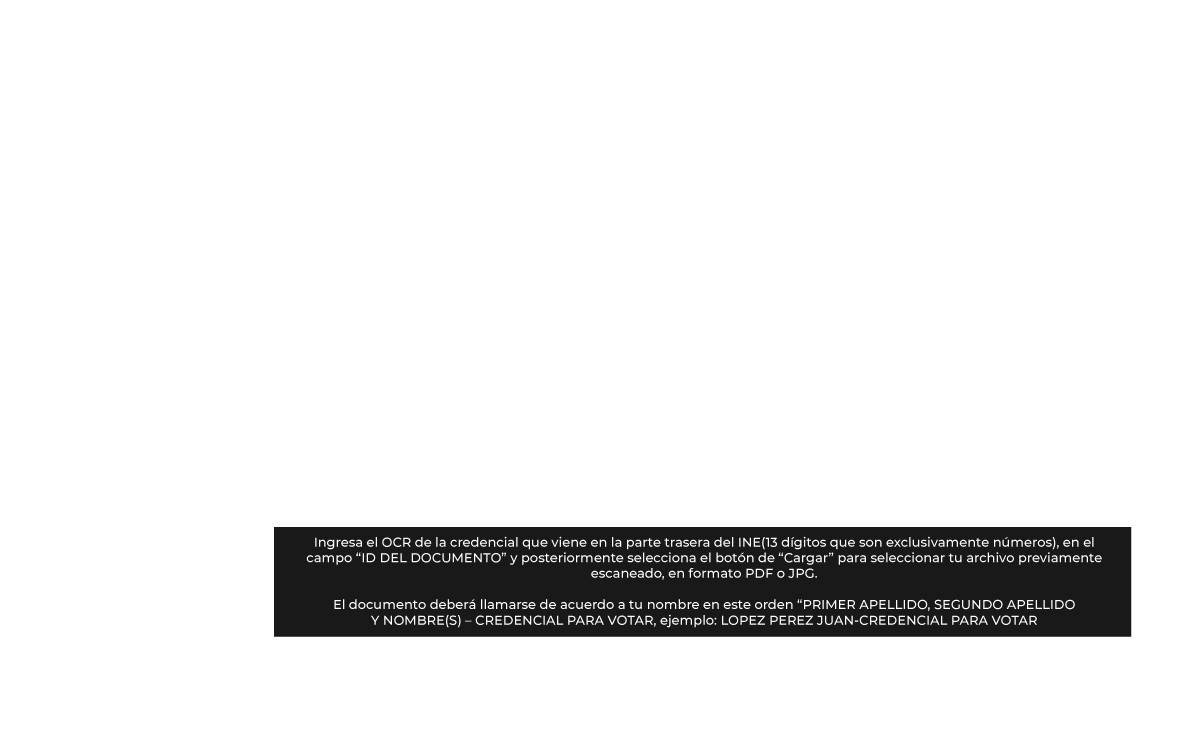 Ingresa el OCR de la credencial que viene en la parte trasera del INE(13 dígitos que son exclusivamente números), en el
campo “ID DEL DOCUMENTO” y posteriormente selecciona el botón de “Cargar” para seleccionar tu archivo previamente
escaneado, en formato PDF o JPG.
El documento deberá llamarse de acuerdo a tu nombre en este orden “PRIMER APELLIDO, SEGUNDO APELLIDO
Y NOMBRE(S) – CREDENCIAL PARA VOTAR, ejemplo: LOPEZ PEREZ JUAN-CREDENCIAL PARA VOTAR